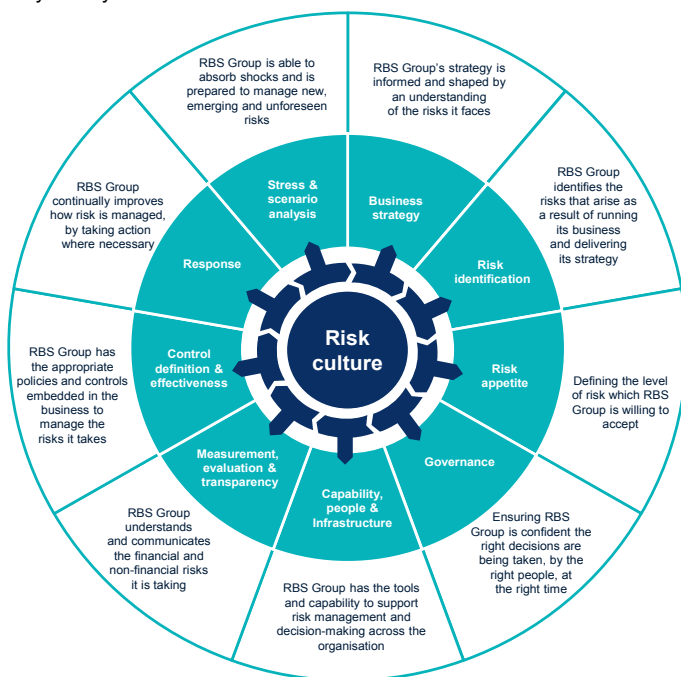 RBS Group is able to
absorb shocks and is
prepared to manage new,
emerging and unforeseen
risks
RBS Group's strategy is
informed and shaped by
an understanding
of the risks it faces
RBS Group
identifies the
risks that arise as
a result of running
its business
and delivering
its strategy
Defining the level
of risk which RBS
Group is willing to
accept
Ensuring RBS
Group is confident the
right decisions are
being taken, by the
right people, at
the right time
RBS Group has the tools
and capability to support
risk management and
decision-making across the
organisation
RBS Group
understands
and communicates
the financial and
non-financial risks
it is taking
RBS Group has
the appropriate
policies and controls
embedded in the
business to
manage the
risks it takes
RBS Group
continually improves
how risk is managed,
by taking action
where necessary
Stress &
scenario
analysis
Business
strategy
Risk
identification
Risk
appetite
Governance
Capability,
people &
Infrastructure
Measurement,
evaluation &
transparency
Control
definition &
effectiveness
Response
Risk
culture